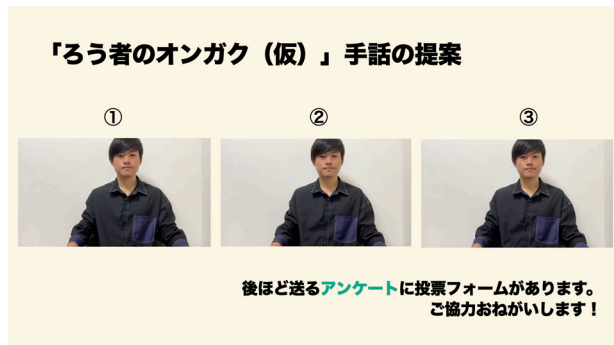 「ろう者のオンガク（仮）」手話の提案
① ② ③
後ほど送るアンケートに投票フォームがあります。
ご協力おねがいします！